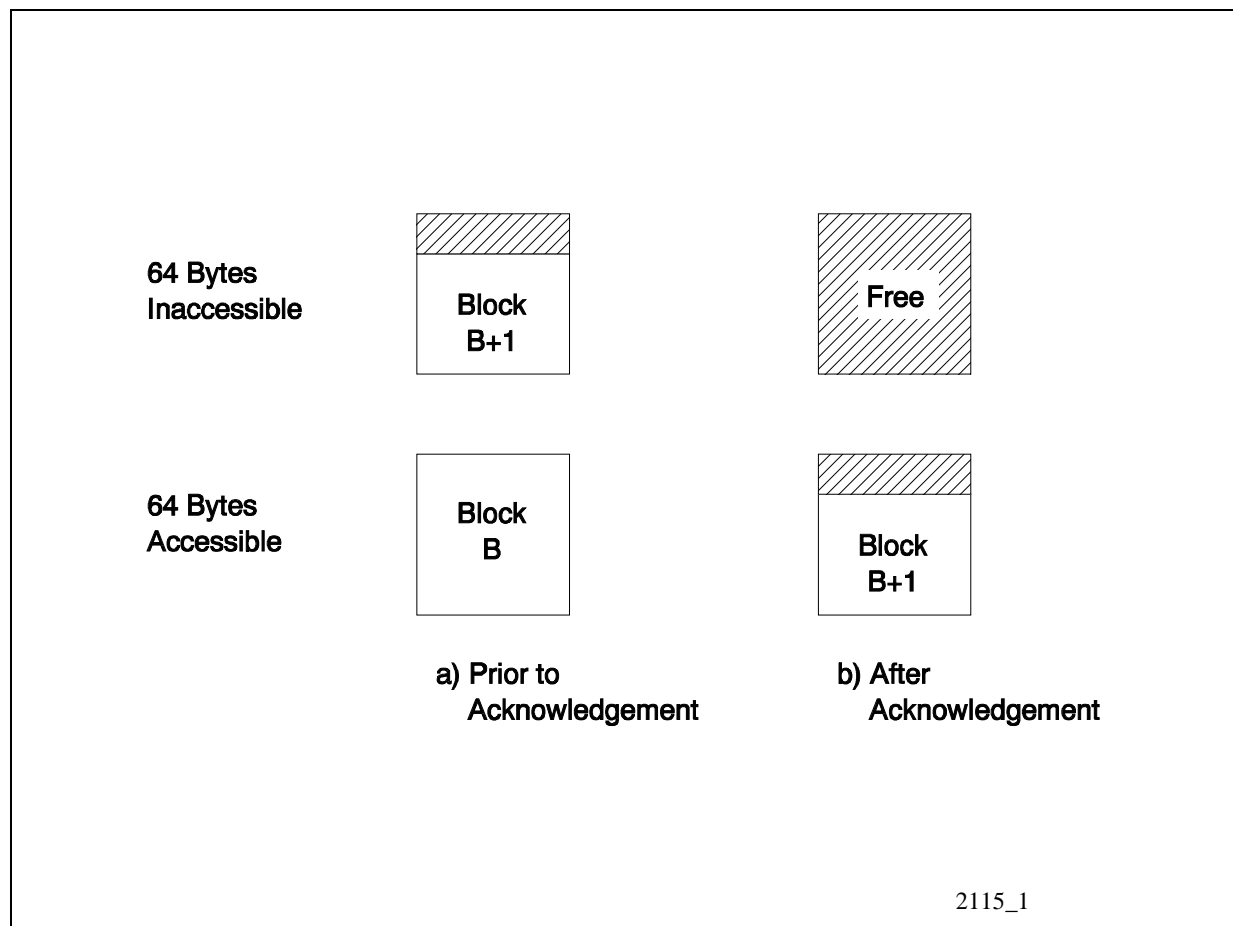 64 Bytes
Inaccessible
Block
B+1
Free
64 Bytes
Accessible
Block
B
Block
B+1
a) Prior to
Acknowledgement
b) After
Acknowledgement
2115_1